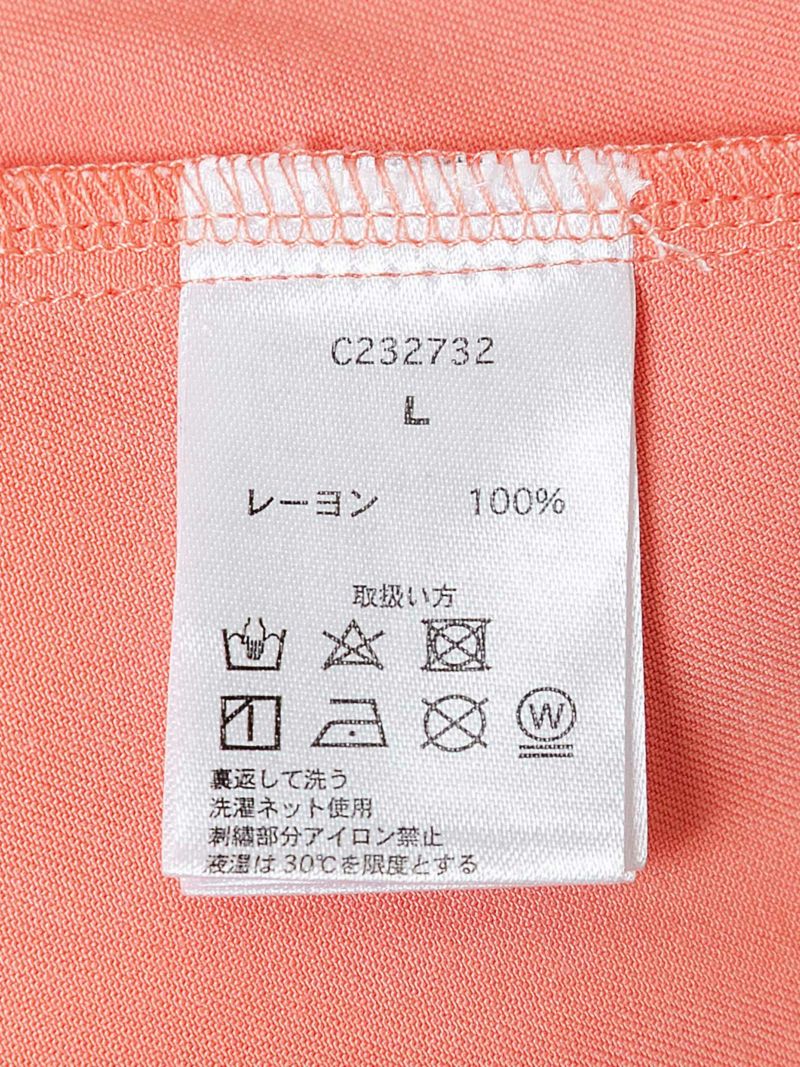 C232732
L
レーヨン 100%
取扱い方
W
裏返して洗う
洗濯ネット使用
刺繍部分アイロン禁止
液温は30℃を限度とする